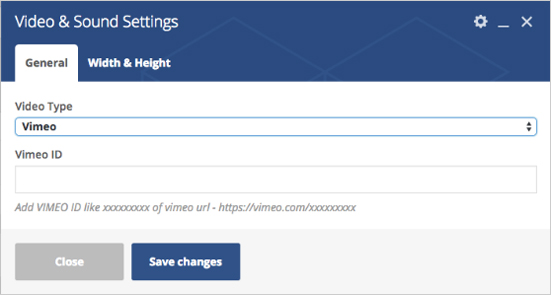 Video & Sound Settings
General Width & Height
Video Type
Vimeo
Vimeo ID
Add VIMEO ID like xxxxxxxxx of vimeo url - https://vimeo.com/xxxxxxxxx
Close Save changes